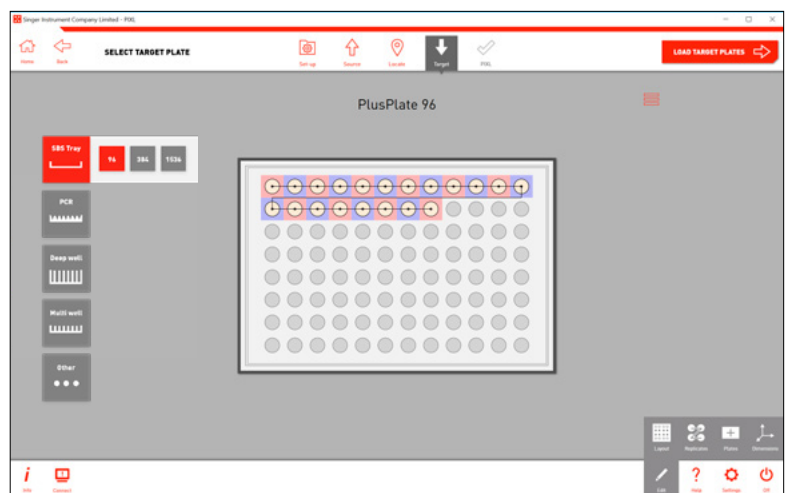 Singer Instrument Company Limited - PIXL
Home
Back
SELECT TARGET PLATE
Set-up
Source
Locate
Target
PIXL
LOAD TARGET PLATES
PlusPlate 96
SBS Tray
96
384
1536
PCR
Deep well
Multi well
Other
Layout
Replicates
Plates
Dimensions
Info
Connect
Edit
Help
Settings
Off